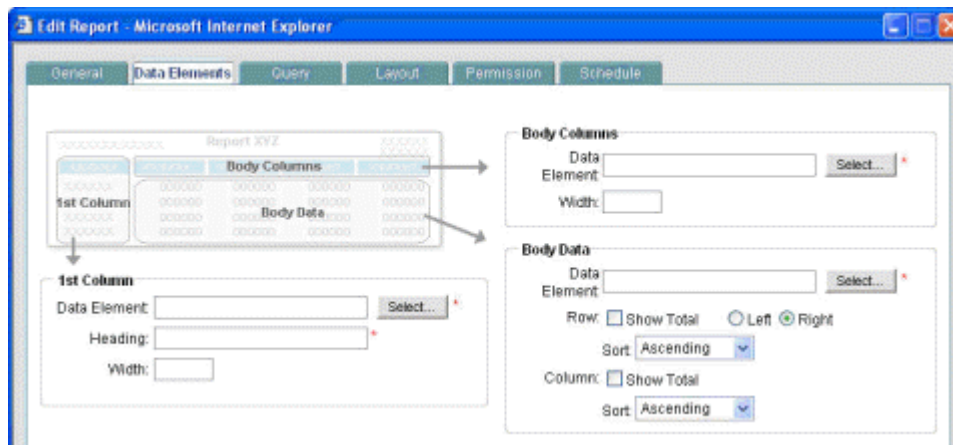 Edit Report - Microsoft Internet Explorer
General Data Elements Query Layout Permission Schedule
Report XYZ
Body Columns
1st Column
Body Data
Body Columns
Data Element
Select... *
Width:
Body Data
Data Element
Select... *
Row: Show Total Left Right
Sort Ascending
Column: Show Total
Sort Ascending
1st Column
Data Element
Select... *
Heading: *
Width: